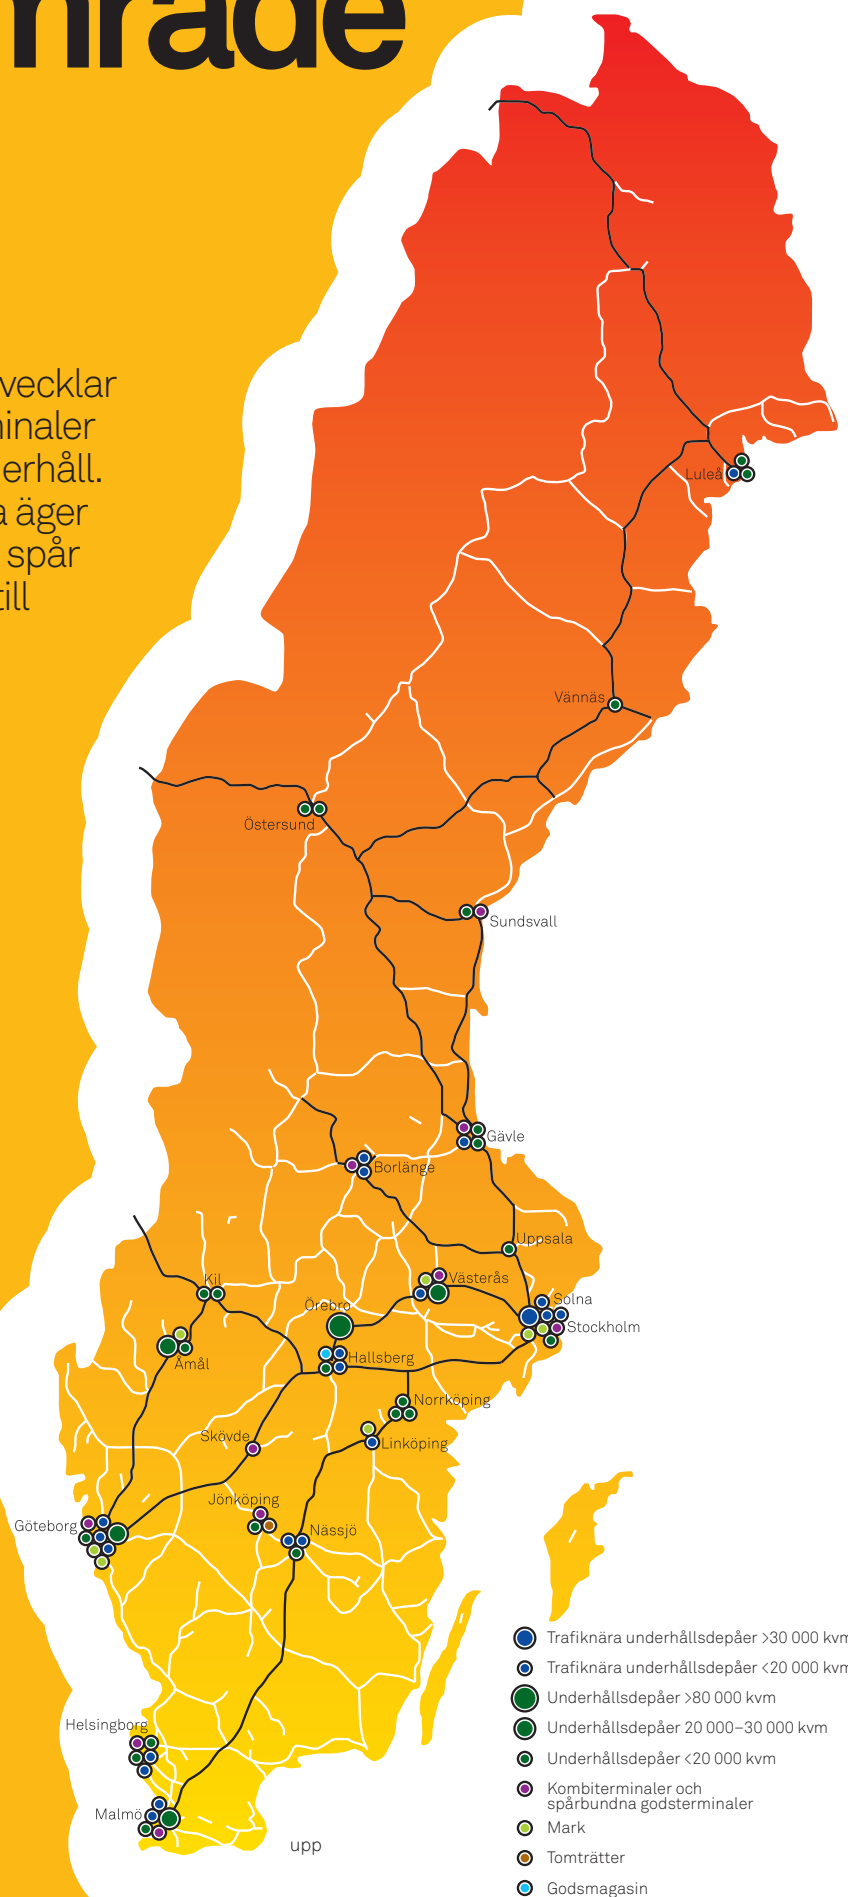 mråde
vecklar
ninaler
erhåll.
a äger
spår
till
Luleå
Vännäs
Östersund
Sundsvall
Gävle
Borlänge
Uppsala
Kil
Västerås
Örebro
Solna
Stockholm
Hallsberg
Åmål
Norrköping
Skövde
Linköping
Jönköping
Göteborg
Nässjö
Helsingborg
Malmö
upp
Trafiknära underhållsdepåer >30 000 kvm
Trafiknära underhållsdepåer <20 000 kvm
Underhållsdepåer >80 000 kvm
Underhållsdepåer 20 000–30 000 kvm
Underhållsdepåer <20 000 kvm
Kombiterminaler och
spårbundna godsterminaler
Mark
Tomträtter
Godsmagasin